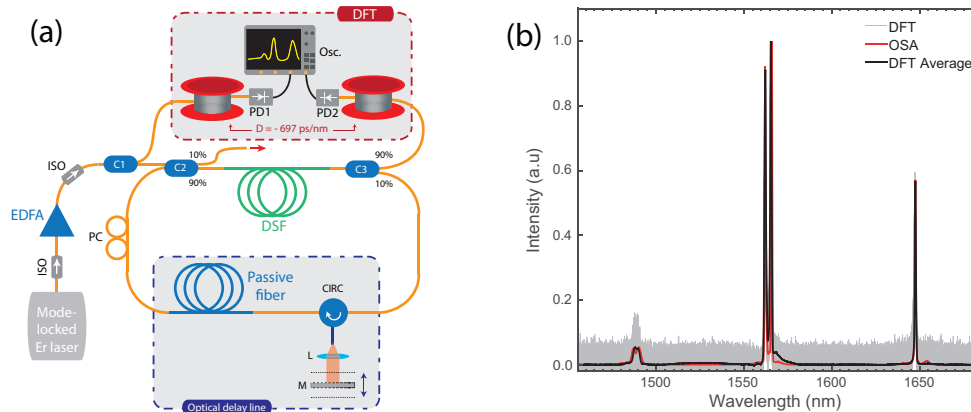 (a)
DFT
Osc.
PD1
PD2
D = - 697 ps/nm
ISO
C1
C2
10%
90%
C3
90%
10%
DSF
EDFA
PC
ISO
Mode-
locked
Er laser
Passive
fiber
CIRC
L
M
Optical delay line
(b)
DFT
OSA
DFT Average
Intensity (a.u)
1.0
0.8
0.6
0.4
0.2
0.0
1500
1550
1600
1650
Wavelength (nm)